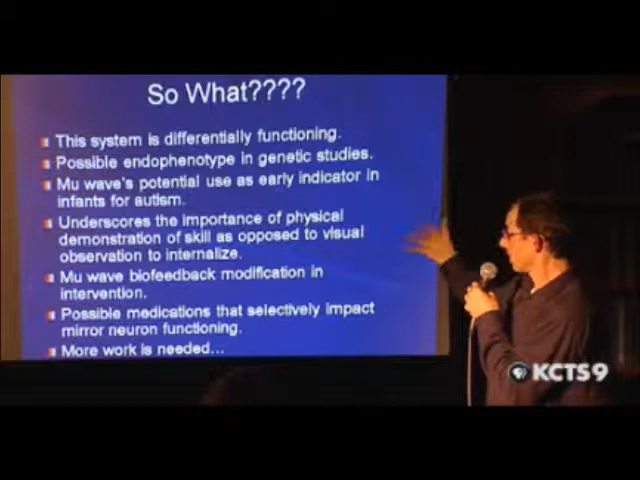 So What????
This system is differentially functioning.
Possible endophenotype in genetic studies.
Mu wave's potential use as early indicator in
infants for autism.
Underscores the importance of physical
demonstration of skill as opposed to visual
observation to internalize.
Mu wave biofeedback modification in
intervention.
Possible medications that selectively impact
mirror neuron functioning.
More work is needed...
KCTS9